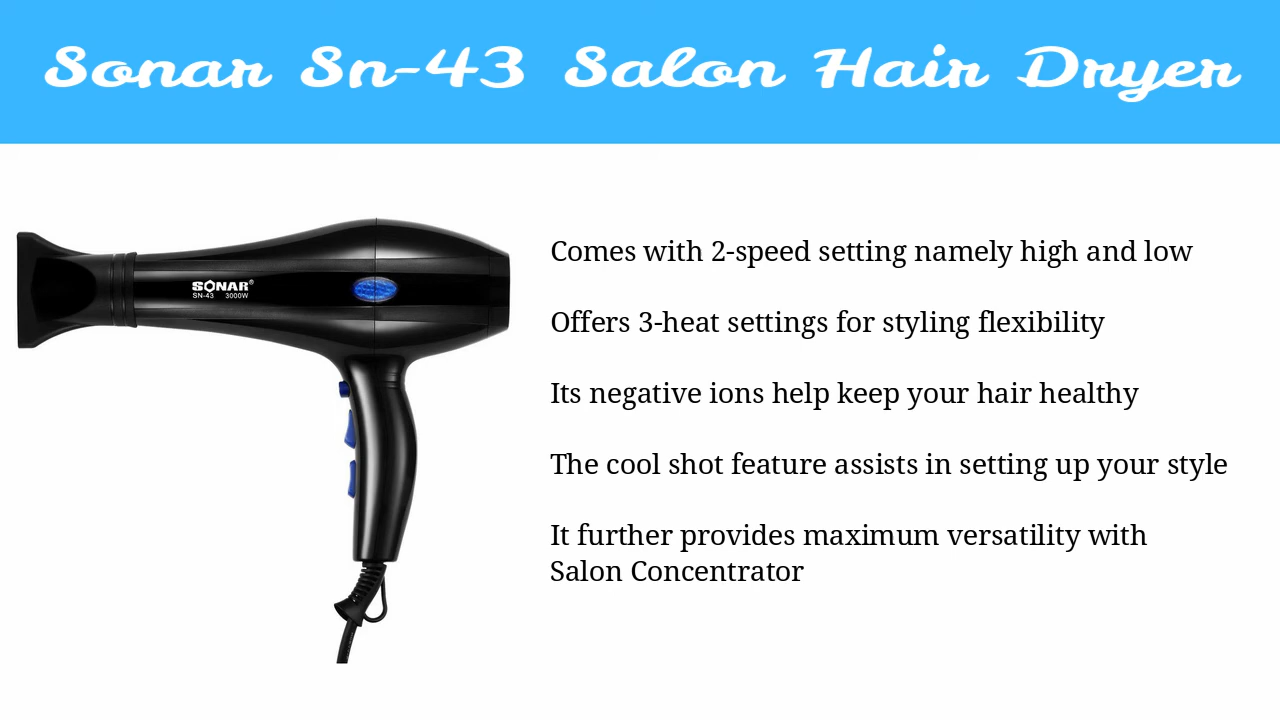 Sonar Sn-43 Salon Hair Dryer
SONAR®
SN-43 3000W
Comes with 2-speed setting namely high and low
Offers 3-heat settings for styling flexibility
Its negative ions help keep your hair healthy
The cool shot feature assists in setting up your style
It further provides maximum versatility with
Salon Concentrator